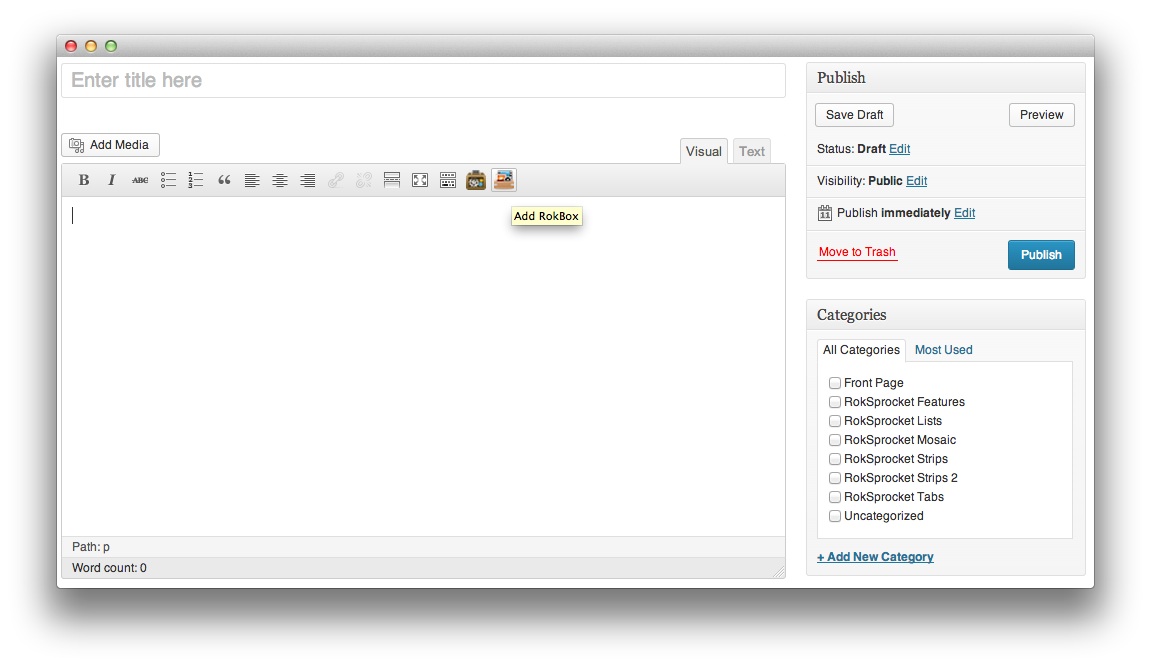 Enter title here
Add Media
Visual
Text
B I ABC
Add RokBox
Path: p
Word count: 0
Publish
Save Draft
Preview
Status: Draft Edit
Visibility: Public Edit
11 Publish immediately Edit
Move to Trash
Publish
Categories
All Categories
Most Used
Front Page
RokSprocket Features
RokSprocket Lists
RokSprocket Mosaic
RokSprocket Strips
RokSprocket Strips 2
RokSprocket Tabs
Uncategorized
+ Add New Category